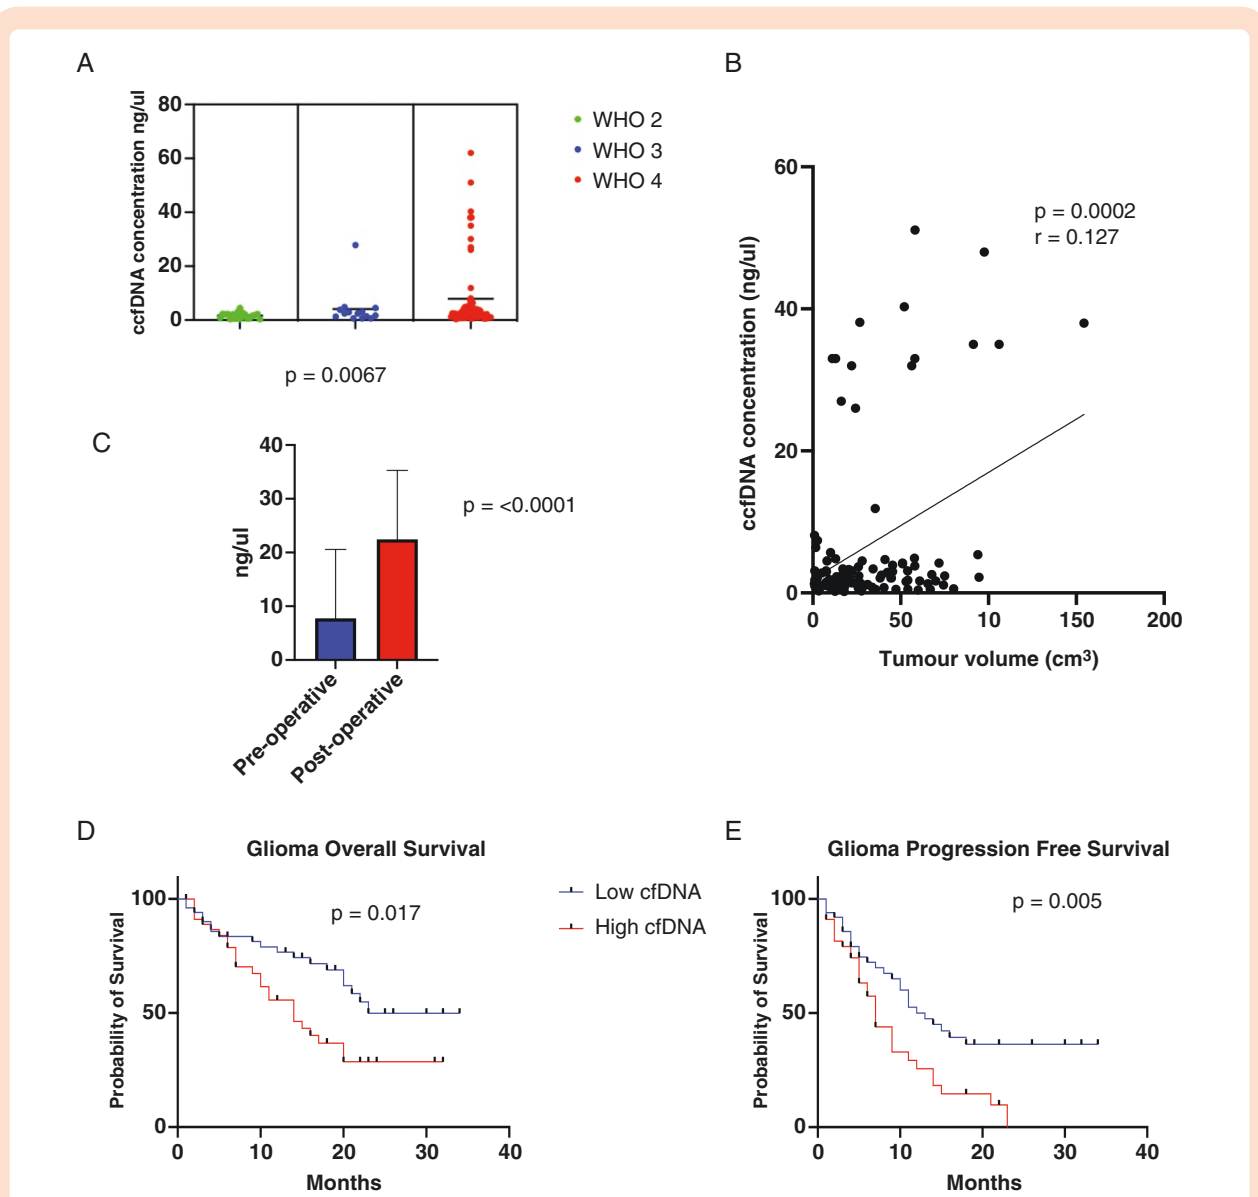 A
ccfDNA concentration ng/ul
80
60
40
20
0
WHO 2
WHO 3
WHO 4
p = 0.0067
B
ccfDNA concentration (ng/ul)
60
40
20
0
p = 0.0002
r = 0.127
0 50 10 150 200
Tumour volume (cm³)
C
ng/ul
40
30
20
10
0
p = <0.0001
Pre-operative
Post-operative
D
Glioma Overall Survival
Probability of Survival
100
50
0
p = 0.017
0 10 20 30 40
Months
Low cfDNA
High cfDNA
E
Glioma Progression Free Survival
Probability of Survival
100
50
0
p = 0.005
0 10 20 30 40
Months